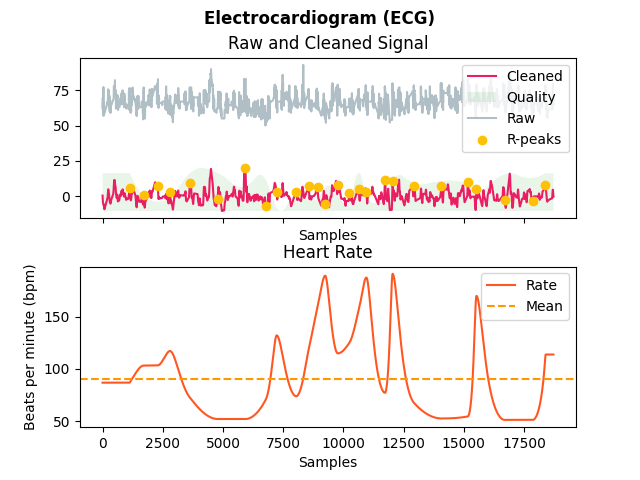 Electrocardiogram (ECG)
Raw and Cleaned Signal
75
50
25
0
Cleaned
Quality
Raw
R-peaks
Samples
Heart Rate
Beats per minute (bpm)
150
100
50
Rate
Mean
0 2500 5000 7500 10000 12500 15000 17500
Samples